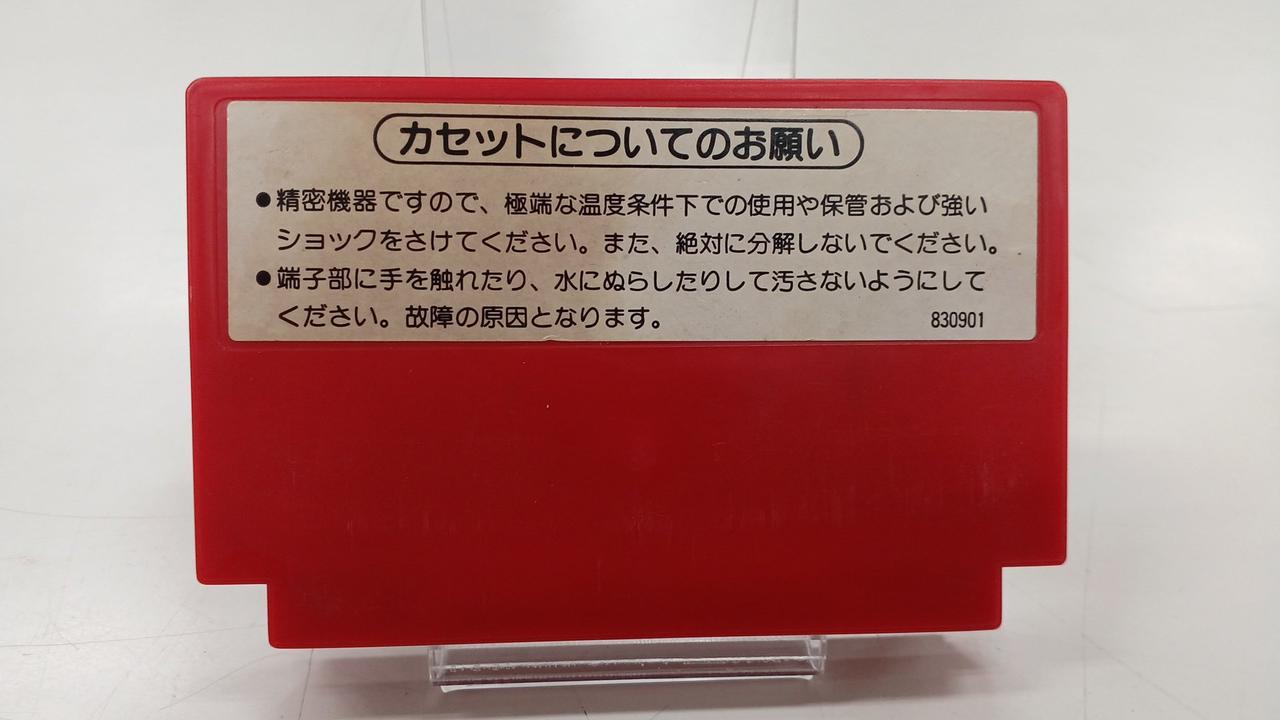 カセットについてのお願い
●精密機器ですので、極端な温度条件下での使用や保管および強い
ショックをさけてください。また、絶対に分解しないでください。
●端子部に手を触れたり、水にぬらしたりして汚さないようにして
ください。故障の原因となります。 830901